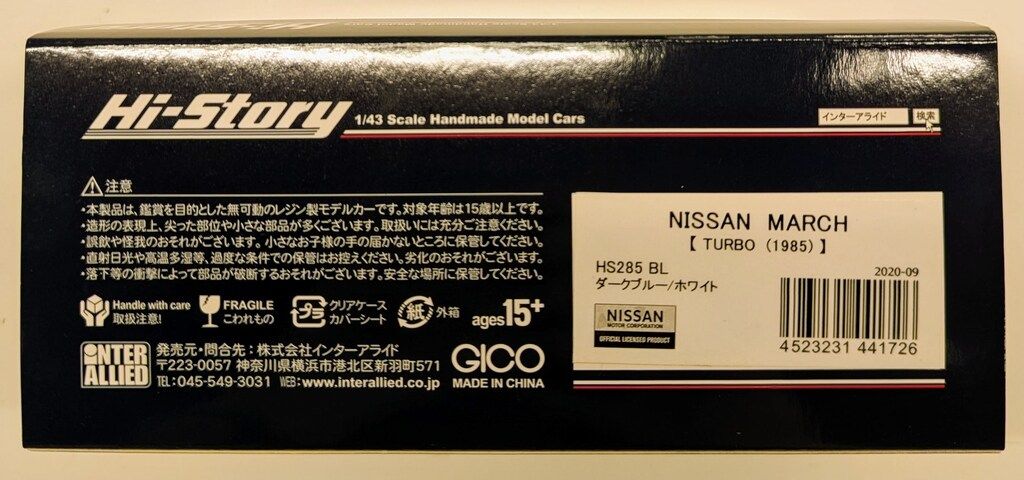 Hi-Story
1/43 Scale Handmade Model Cars
インターアライド 検索
注意
・本製品は、鑑賞を目的とした無可動のレジン製モデルカーです。対象年齢は15歳以上です。
・造形の表現上、尖った部位や小さな部品が多くございます。取扱いには充分ご注意ください。
・誤飲や怪我のおそれがございます。小さなお子様の手の届かないところに保管してください。
・直射日光や高温多湿等、過度な条件での保管はお控えください。劣化のおそれがございます。
・落下等の衝撃によって部品が破断するおそれがございます。安全な場所に保管してください。
Handle with care
取扱注意!
FRAGILE
こわれもの
プラ
クリアケース
カバーシート
紙
外箱
ages15+
INTER
ALLIED
発売元・問合先:株式会社インターアライド
〒223-0057 神奈川県横浜市港北区新羽町571
TEL:045-549-3031 WEB:www.interallied.co.jp
GICO
MADE IN CHINA
NISSAN MARCH
【 TURBO (1985) 】
HS285 BL
ダークブルー/ホワイト
2020-09
NISSAN
MOTOR CORPORATION
OFFICIAL LICENSED PRODUCT
4523231 441726